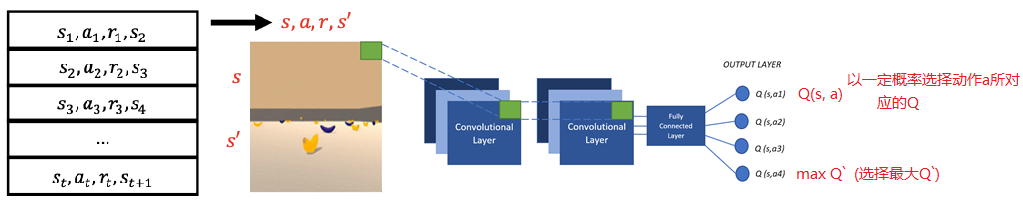 s₁, a₁, r₁, s₂
s₂, a₂, r₂, s₃
s₃, a₃, r₃, s₄
...
sₜ, aₜ, rₜ, sₜ₊₁
s, a, r, s′
s
s′
Convolutional
Layer
Convolutional
Layer
Fully
Connected
Layer
OUTPUT LAYER
Q (s,a1)
Q (s,a2)
Q (s,a3)
Q (s,a4)
Q(s, a)
以一定概率选择动作a所对
应的Q
max Q` (选择最大Q`)